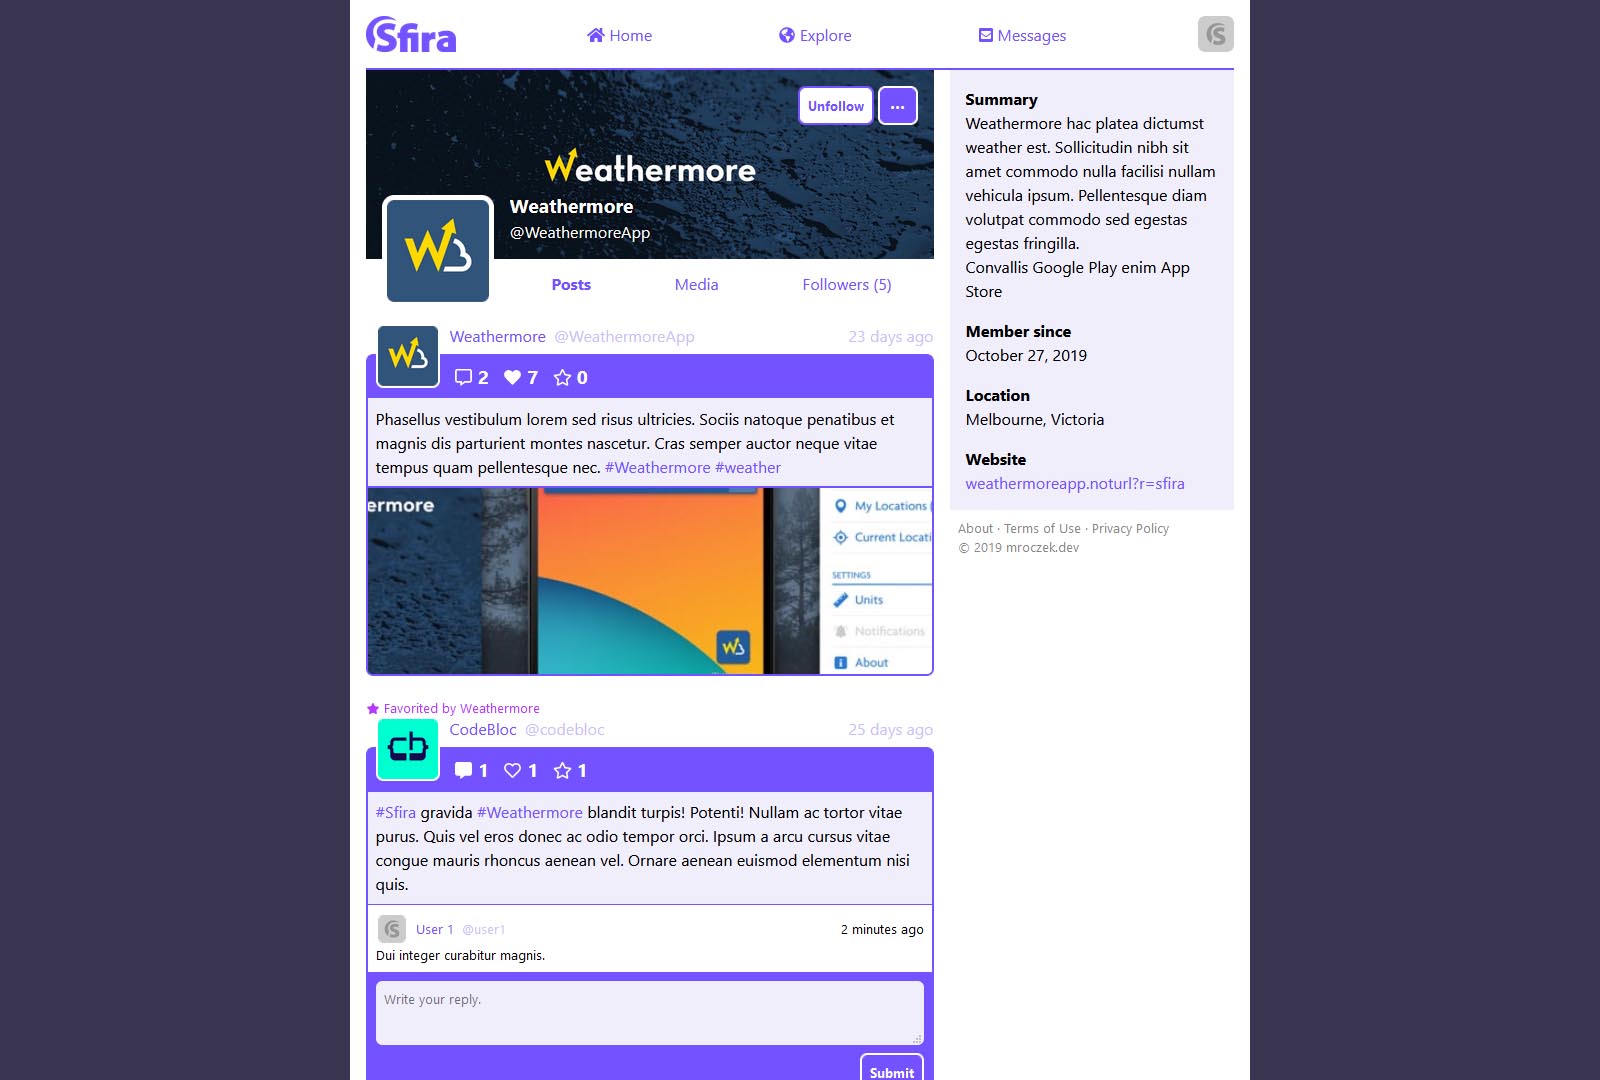 Sfira
Home
Explore
Messages
Unfollow
...
Weathermore
Weathermore
@WeathermoreApp
Posts
Media
Followers (5)
Weathermore @WeathermoreApp
23 days ago
2 7 0
Phasellus vestibulum lorem sed risus ultricies. Sociis natoque penatibus et
magnis dis parturient montes nascetur. Cras semper auctor neque vitae
tempus quam pellentesque nec. #Weathermore #weather
ermore
My Locations (
Current Locati
SETTINGS
Units
Notifications
About
Favorited by Weathermore
CodeBloc @codebloc
25 days ago
1 1 1
#Sfira gravida #Weathermore blandit turpis! Potenti! Nullam ac tortor vitae
purus. Quis vel eros donec ac odio tempor orci. Ipsum a arcu cursus vitae
congue mauris rhoncus aenean vel. Ornare aenean euismod elementum nisi
quis.
User 1 @user1
2 minutes ago
Dui integer curabitur magnis.
Write your reply.
Submit
Summary
Weathermore hac platea dictumst
weather est. Sollicitudin nibh sit
amet commodo nulla facilisi nullam
vehicula ipsum. Pellentesque diam
volutpat commodo sed egestas
egestas fringilla.
Convallis Google Play enim App
Store
Member since
October 27, 2019
Location
Melbourne, Victoria
Website
weathermoreapp.noturl?r=sfira
About · Terms of Use · Privacy Policy
© 2019 mroczek.dev